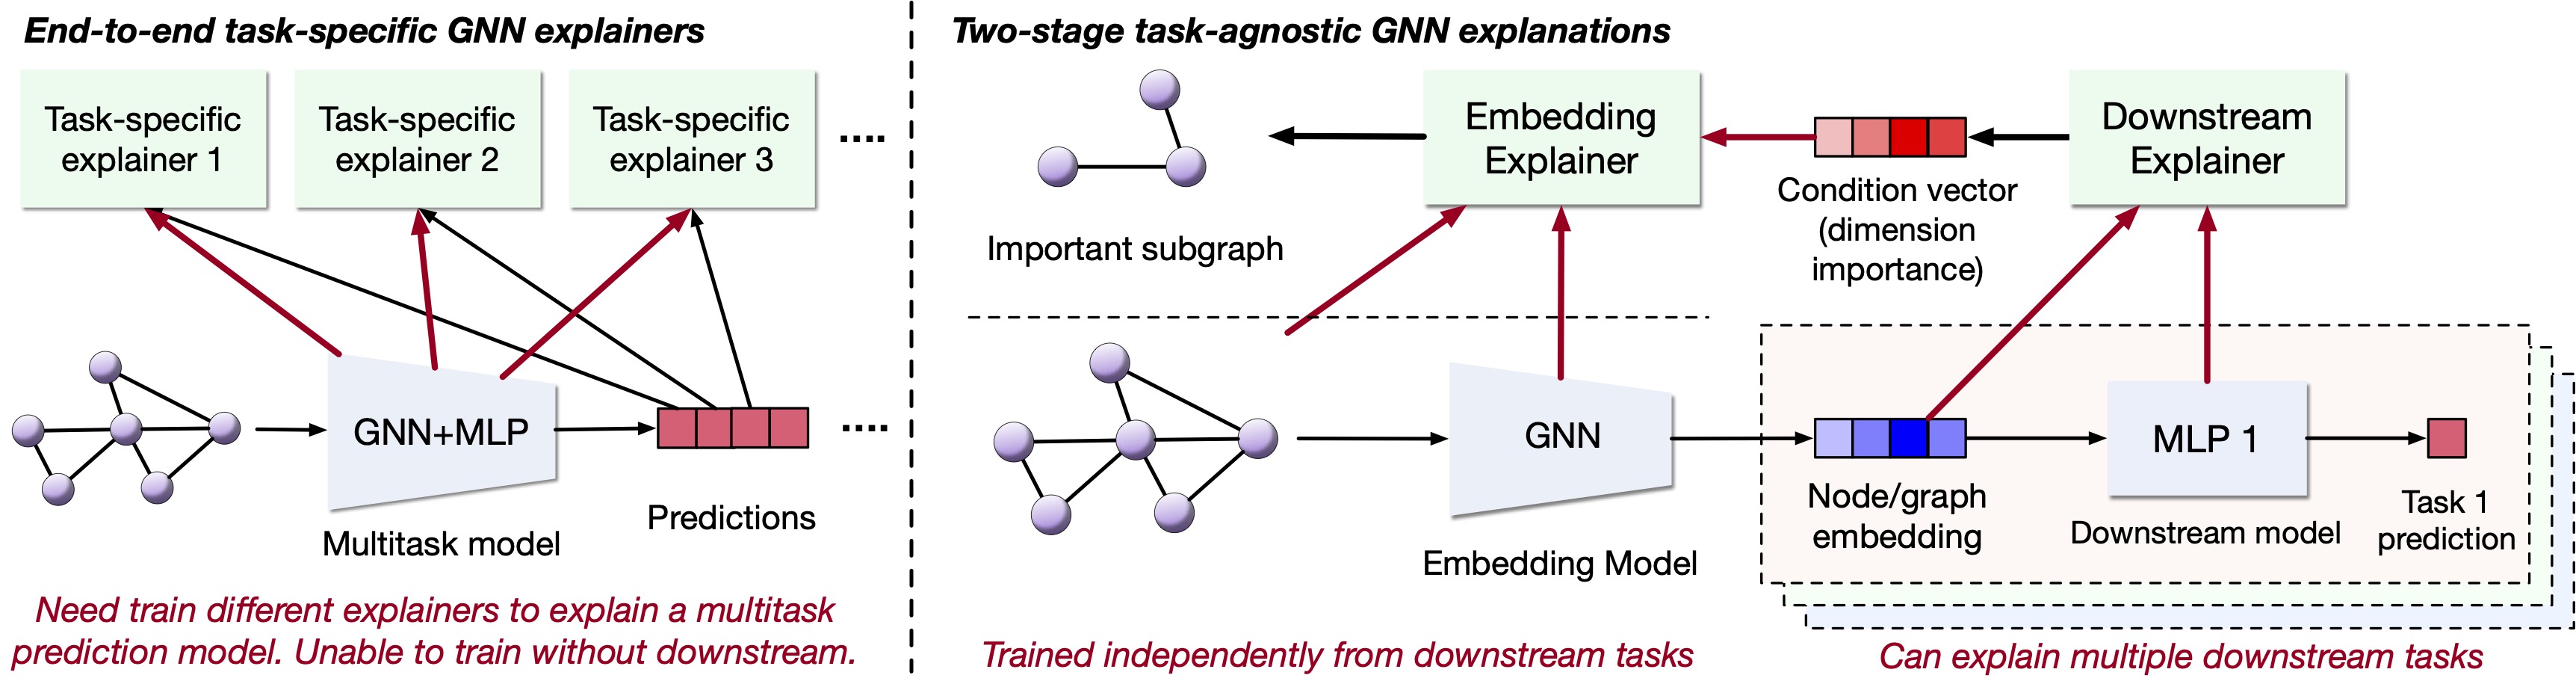 End-to-end task-specific GNN explainers
Task-specific
explainer 1
Task-specific
explainer 2
Task-specific
explainer 3
....
GNN+MLP
Multitask model
Predictions
....
Need train different explainers to explain a multitask
prediction model. Unable to train without downstream.
Two-stage task-agnostic GNN explanations
Important subgraph
Embedding
Explainer
Condition vector
(dimension
importance)
Downstream
Explainer
GNN
Embedding Model
Node/graph
embedding
MLP 1
Downstream model
Task 1
prediction
Trained independently from downstream tasks
Can explain multiple downstream tasks